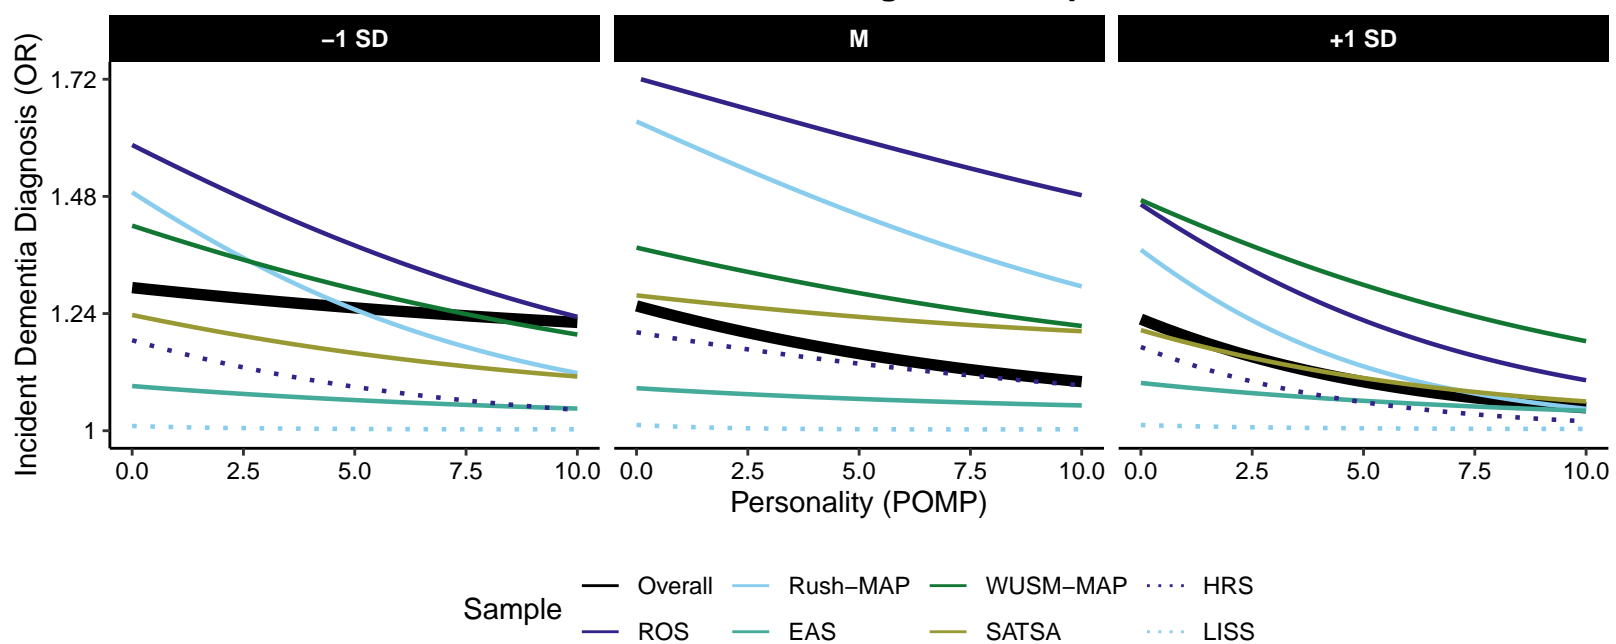 −1 SD
M
+1 SD
Incident Dementia Diagnosis (OR)
1.72
1.48
1.24
1
0.0 2.5 5.0 7.5 10.0
0.0 2.5 5.0 7.5 10.0
0.0 2.5 5.0 7.5 10.0
Personality (POMP)
Sample
Overall Rush−MAP WUSM−MAP HRS
ROS EAS SATSA LISS